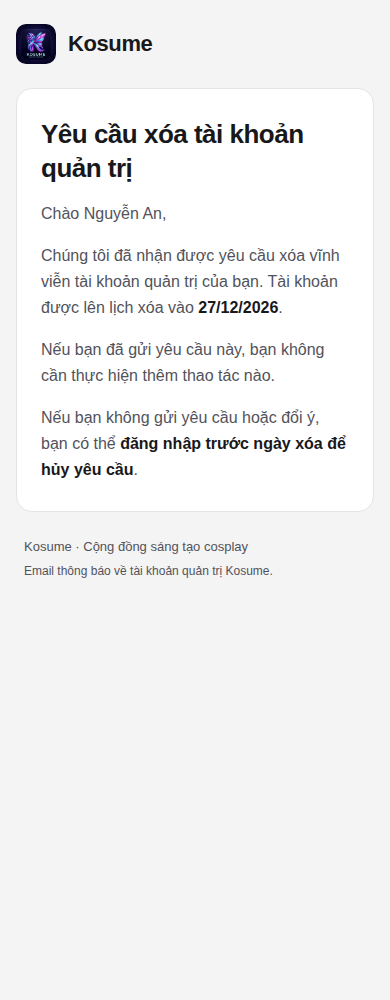 KOSUME
Kosume
Yêu cầu xóa tài khoản
quản trị
Chào Nguyễn An,
Chúng tôi đã nhận được yêu cầu xóa vĩnh
viễn tài khoản quản trị của bạn. Tài khoản
được lên lịch xóa vào 27/12/2026.
Nếu bạn đã gửi yêu cầu này, bạn không
cần thực hiện thêm thao tác nào.
Nếu bạn không gửi yêu cầu hoặc đổi ý,
bạn có thể đăng nhập trước ngày xóa để
hủy yêu cầu.
Kosume · Cộng đồng sáng tạo cosplay
Email thông báo về tài khoản quản trị Kosume.